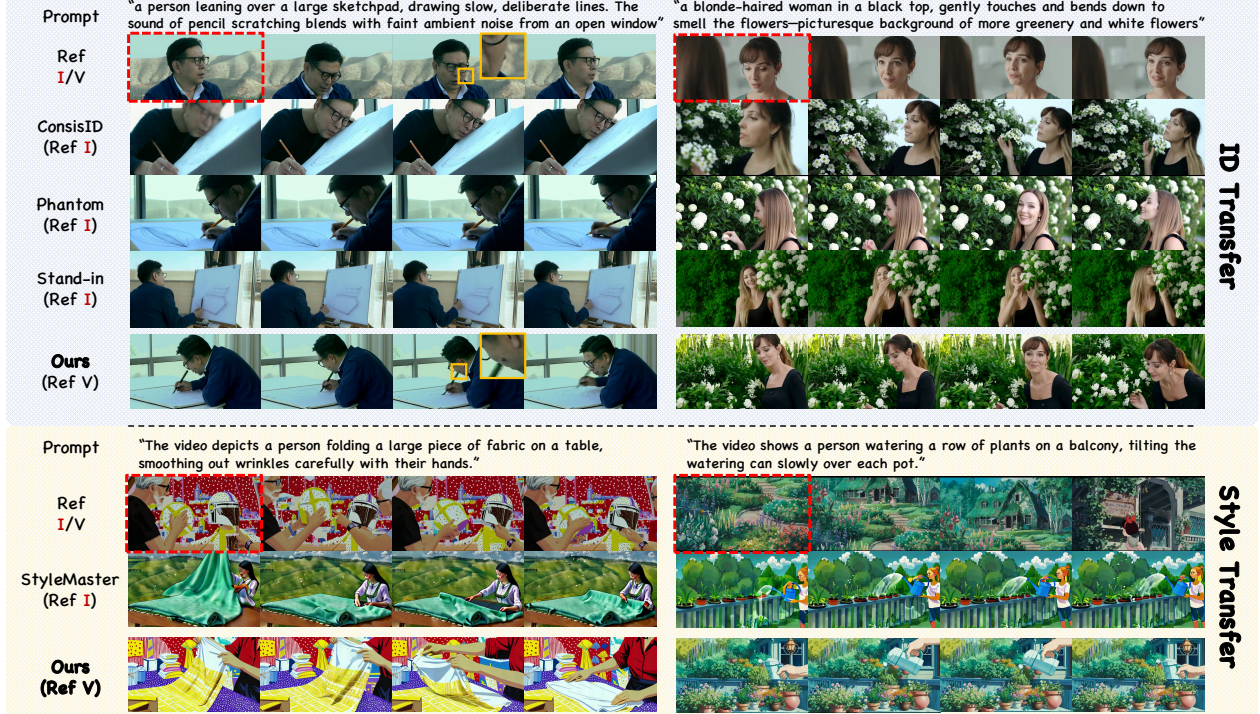 Prompt
"a person leaning over a large sketchpad, drawing slow, deliberate lines. The
sound of pencil scratching blends with faint ambient noise from an open window"
"a blonde-haired woman in a black top, gently touches and bends down to
smell the flowers—picturesque background of more greenery and white flowers"
Ref
I/V
ConsisID
(Ref I)
Phantom
(Ref I)
Stand-in
(Ref I)
Ours
(Ref V)
ID Transfer
Prompt
"The video depicts a person folding a large piece of fabric on a table,
smoothing out wrinkles carefully with their hands."
"The video shows a person watering a row of plants on a balcony, tilting the
watering can slowly over each pot."
Ref
I/V
StyleMaster
(Ref I)
Ours
(Ref V)
Style Transfer